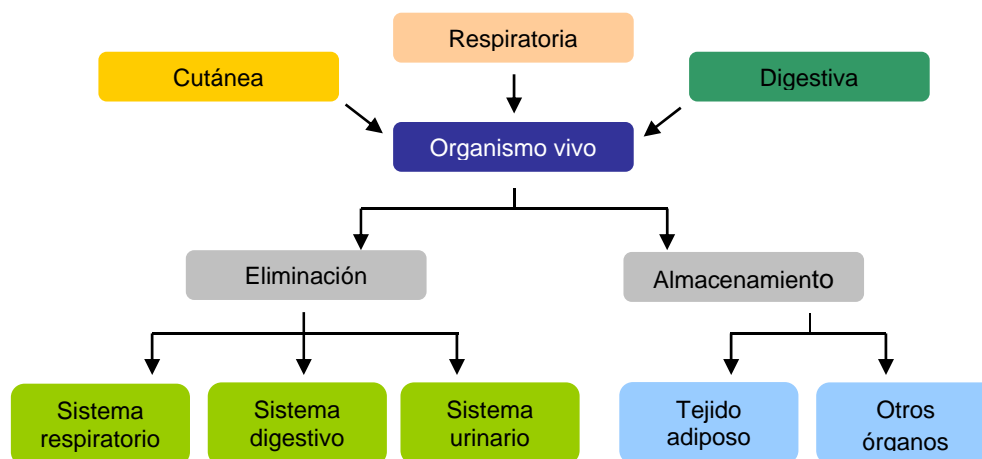 Respiratoria
Cutánea
Digestiva
Organismo vivo
Eliminación
Almacenamiento
Sistema
respiratorio
Sistema
digestivo
Sistema
urinario
Tejido
adiposo
Otros
órganos